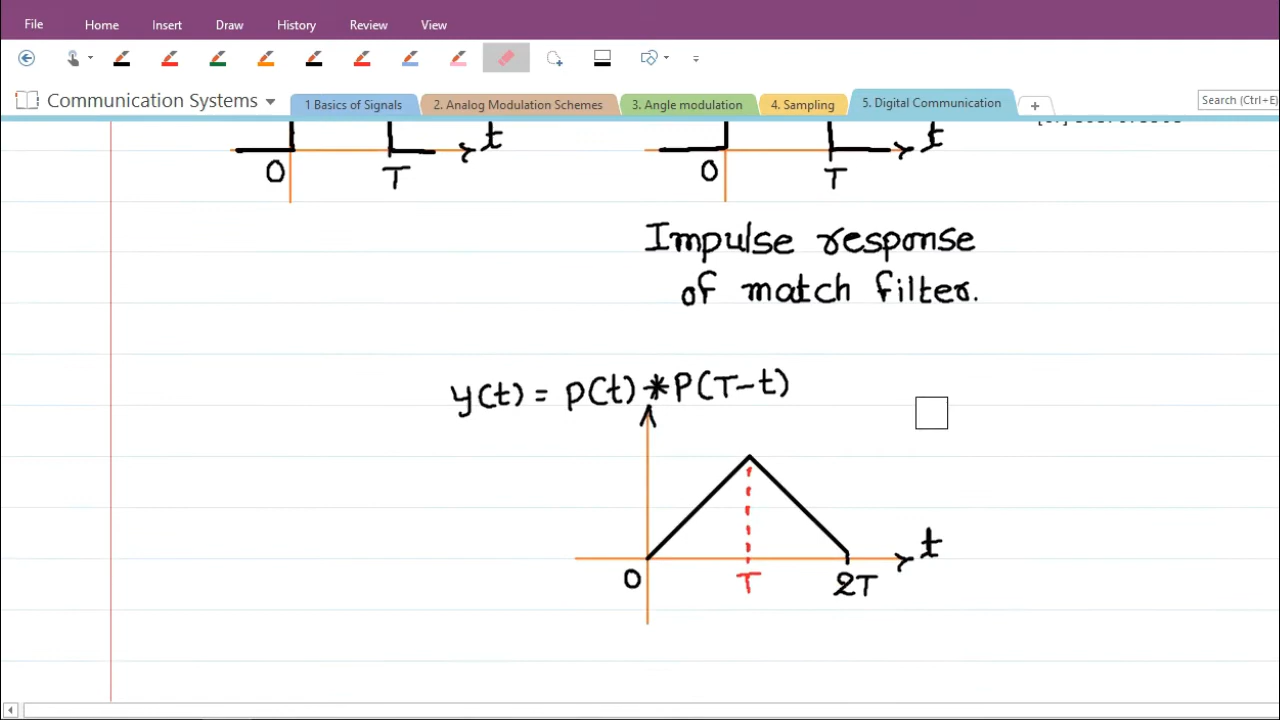 File Home Insert Draw History Review View
Communication Systems
1 Basics of Signals 2. Analog Modulation Schemes 3. Angle modulation 4. Sampling 5. Digital Communication +
Search (Ctrl+E)
0 T t
0 T t
Impulse response
of match filter.
y(t) = p(t) * P(T-t)
t
0 T 2T